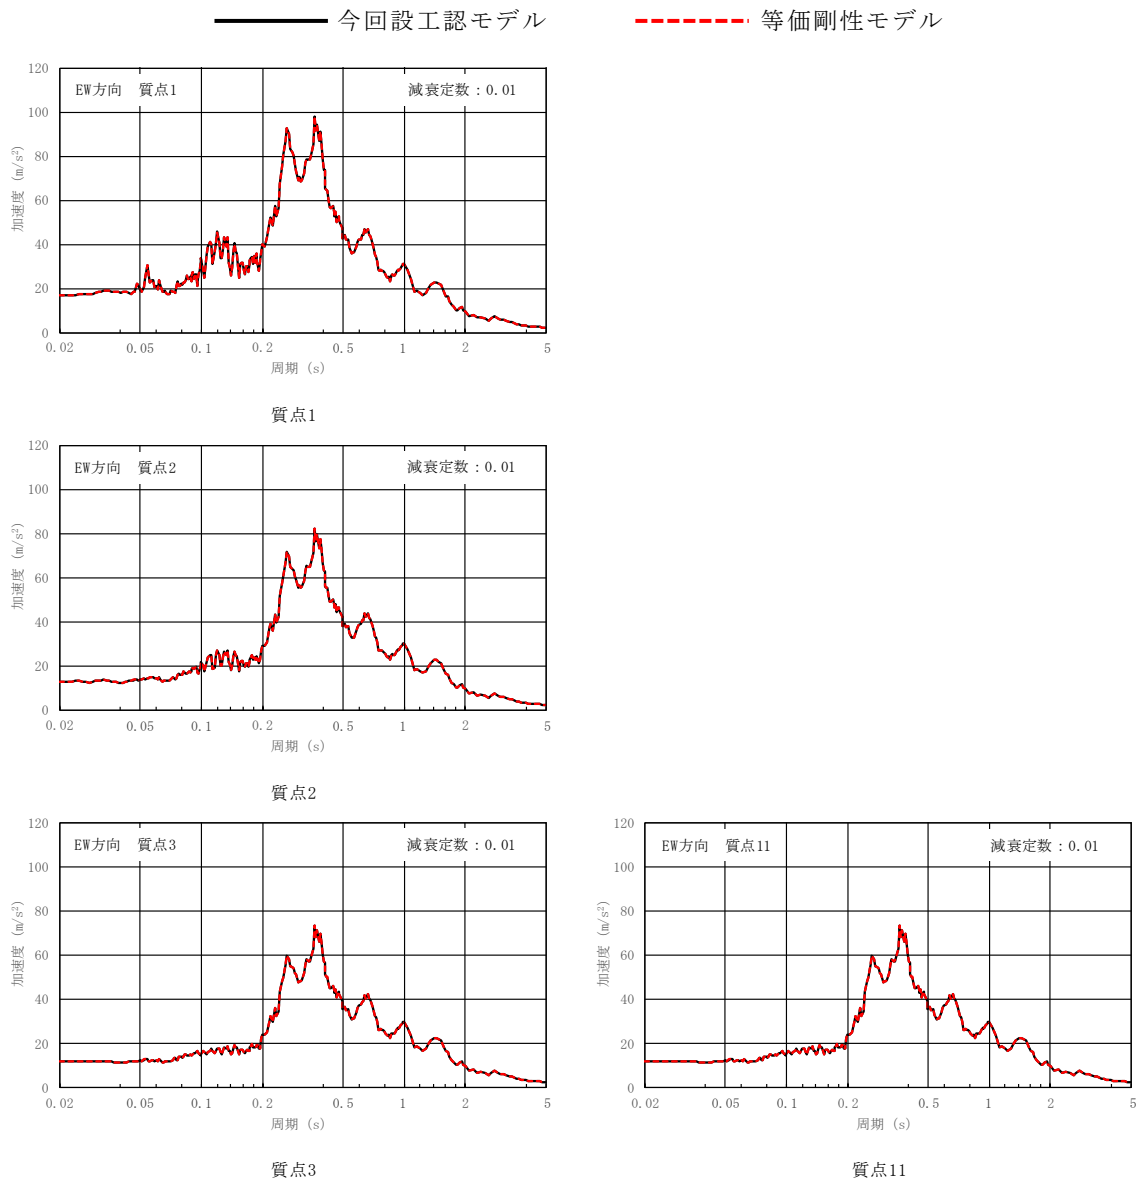 今回設工認モデル 等価剛性モデル
120
100
80
60
40
20
0
加速度 (m/s²)
EW方向 質点1 減衰定数:0.01
0.02 0.05 0.1 0.2 0.5 1 2 5
周期 (s)
質点1
120
100
80
60
40
20
0
加速度 (m/s²)
EW方向 質点2 減衰定数:0.01
0.02 0.05 0.1 0.2 0.5 1 2 5
周期 (s)
質点2
120
100
80
60
40
20
0
加速度 (m/s²)
EW方向 質点3 減衰定数:0.01
0.02 0.05 0.1 0.2 0.5 1 2 5
周期 (s)
質点3
120
100
80
60
40
20
0
加速度 (m/s²)
EW方向 質点11 減衰定数:0.01
0.02 0.05 0.1 0.2 0.5 1 2 5
周期 (s)
質点11